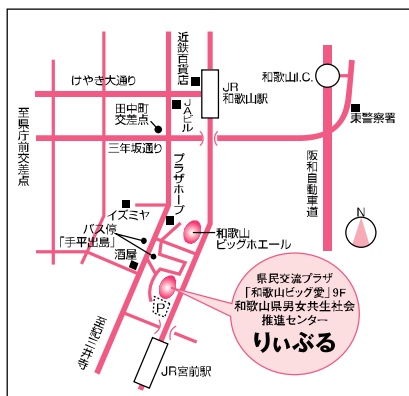 近鉄百貨店
けやき大通り
JR
和歌山駅
和歌山I.C.
東警察署
JAビル
田中町
交差点
至県庁前交差点
三年坂通り
阪和自動車道
プラザホープ
N
イズミヤ
バス停
「手平出島」
酒屋
和歌山
ビッグホエール
P
県民交流プラザ
「和歌山ビッグ愛」9F
和歌山県男女共生社会
推進センター
りぃぶる
至紀三井寺
JR宮前駅